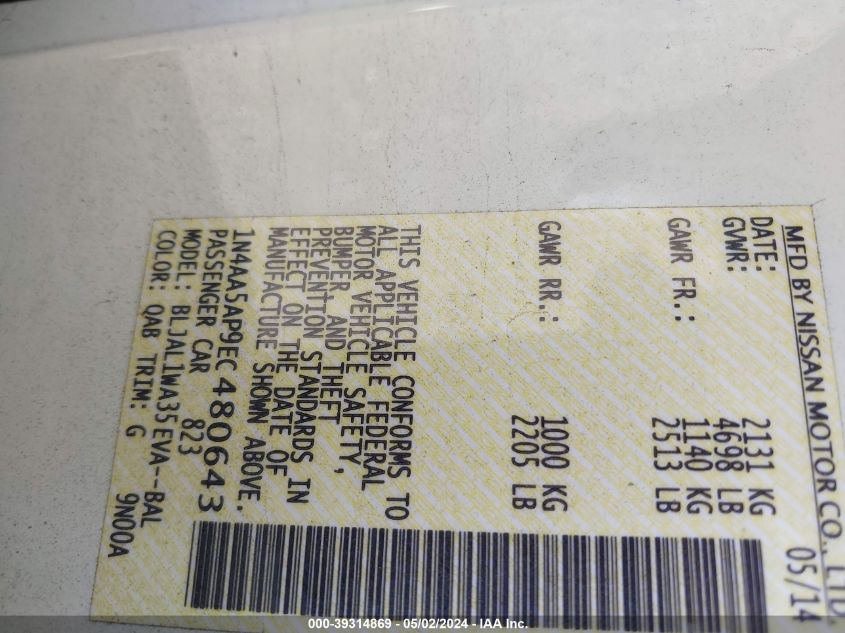 MFD BY NISSAN MOTOR CO., LTD.
DATE: 05/14
GVWR: 2131 KG
4698 LB
GAWR FR.: 1140 KG
2513 LB
GAWR RR.: 1000 KG
2205 LB
THIS VEHICLE CONFORMS TO
ALL APPLICABLE FEDERAL
MOTOR VEHICLE SAFETY,
BUMPER AND THEFT
PREVENTION STANDARDS IN
EFFECT ON THE DATE OF
MANUFACTURE SHOWN ABOVE.
1N4AA5AP9EC480643
PASSENGER CAR 823
MODEL: BLJAL1WA35EVA--BAL
COLOR: QAB TRIM: G 9N00A
000-39314869 - 05/02/2024 - IAA Inc.